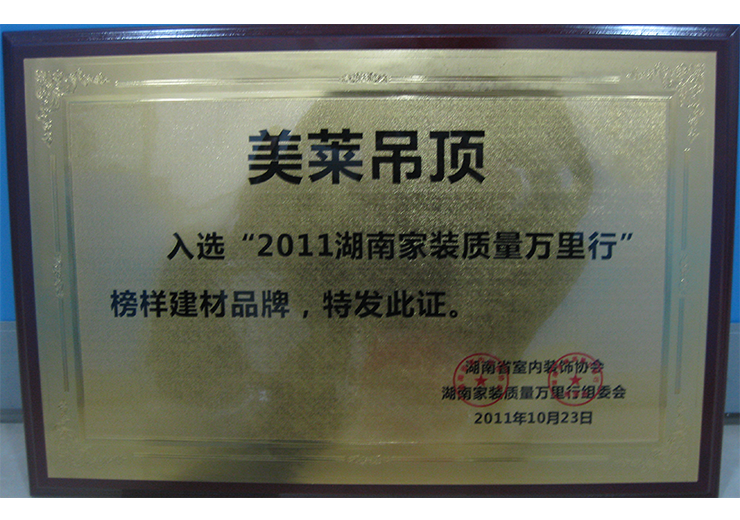 美莱吊顶
入选“2011湖南家装质量万里行”
榜样建材品牌，特发此证。
湖南省室内装饰协会
湖南家装质量万里行组委会
2011年10月23日